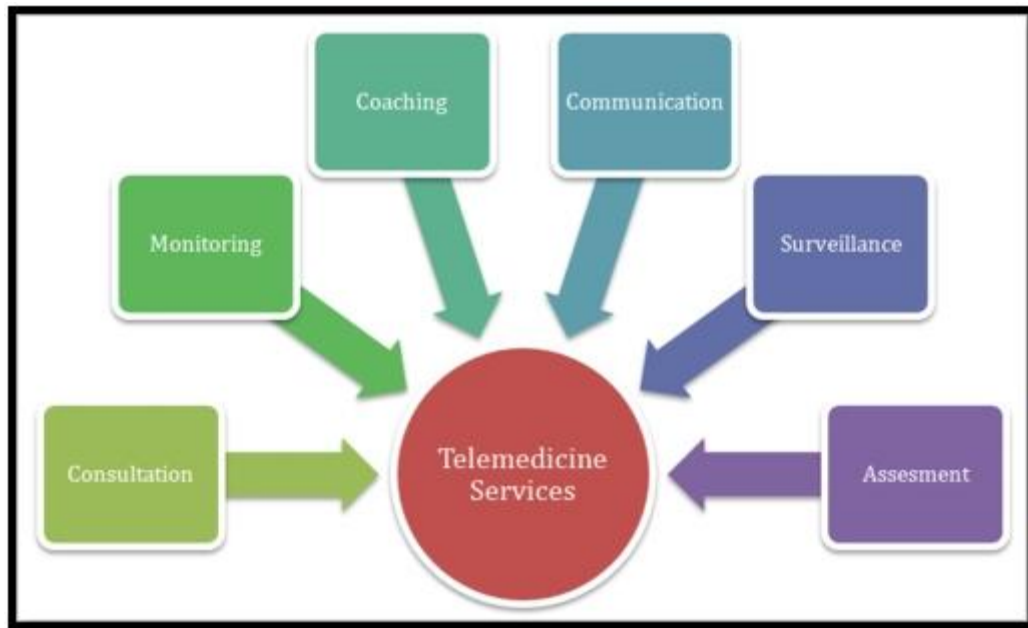 Coaching
Communication
Monitoring
Surveillance
Consultation
Telemedicine
Services
Assesment